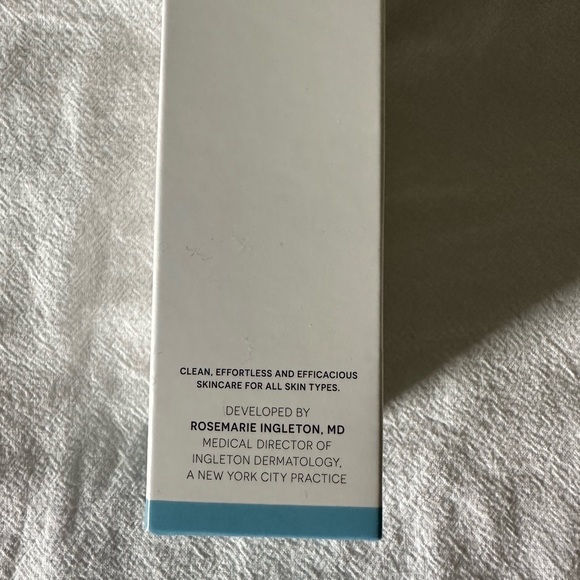 CLEAN, EFFORTLESS AND EFFICACIOUS
SKINCARE FOR ALL SKIN TYPES.
DEVELOPED BY
ROSEMARIE INGLETON, MD
MEDICAL DIRECTOR OF
INGLETON DERMATOLOGY,
A NEW YORK CITY PRACTICE